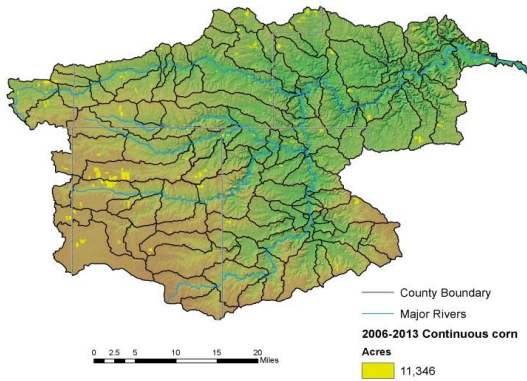 County Boundary
Major Rivers
2006-2013 Continuous corn
Acres
11,346
0 2.5 5 10 15 20
Miles